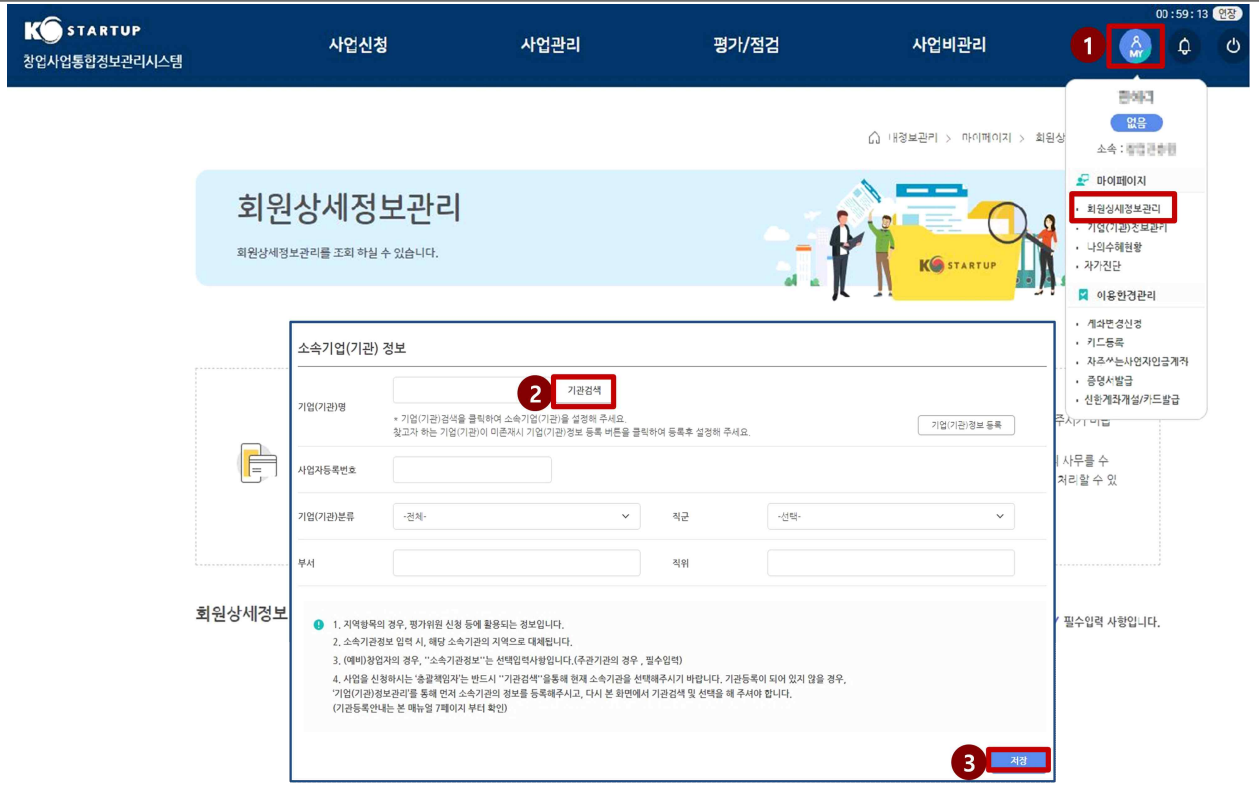 K STARTUP
창업사업통합정보관리시스템
사업신청
사업관리
평가/점검
사업비관리
00:59:13 연장
1
MY
없음
소속 :
마이페이지
회원상세정보관리
기업(기관)정보관리
나의수혜현황
자가진단
이용환경관리
계좌변경신청
카드등록
자주쓰는사업자입금계좌
증명서발급
신한계좌개설/카드발급
내정보관리 > 마이페이지 > 회원상
회원상세정보관리
회원상세정보관리를 조회 하실 수 있습니다.
K STARTUP
소속기업(기관) 정보
기업(기관)명
2
기관검색
* 기업(기관)검색을 클릭하여 소속기업(기관)을 설정해 주세요.
찾고자 하는 기업(기관)이 미존재시 기업(기관)정보 등록 버튼을 클릭하여 등록후 설정해 주세요.
기업(기관)정보 등록
사업자등록번호
기업(기관)분류
-전체-
직군
-선택-
부서
직위
사무를 수
처리할 수 있
회원상세정보
필수입력 사항입니다.
1. 지역항목의 경우, 평가위원 신청 등에 활용되는 정보입니다.
2. 소속기관정보 입력 시, 해당 소속기관의 지역으로 대체됩니다.
3. (예비)창업자의 경우, "소속기관정보"는 선택입력사항입니다.(주관기관의 경우 , 필수입력)
4. 사업을 신청하시는 '총괄책임자'는 반드시 "기관검색"을통해 현재 소속기관을 선택해주시기 바랍니다. 기관등록이 되어 있지 않을 경우,
'기업(기관)정보관리'를 통해 먼저 소속기관의 정보를 등록해주시고, 다시 본 화면에서 기관검색 및 선택을 해 주셔야 합니다.
(기관등록안내는 본 매뉴얼 7페이지 부터 확인)
3
저장